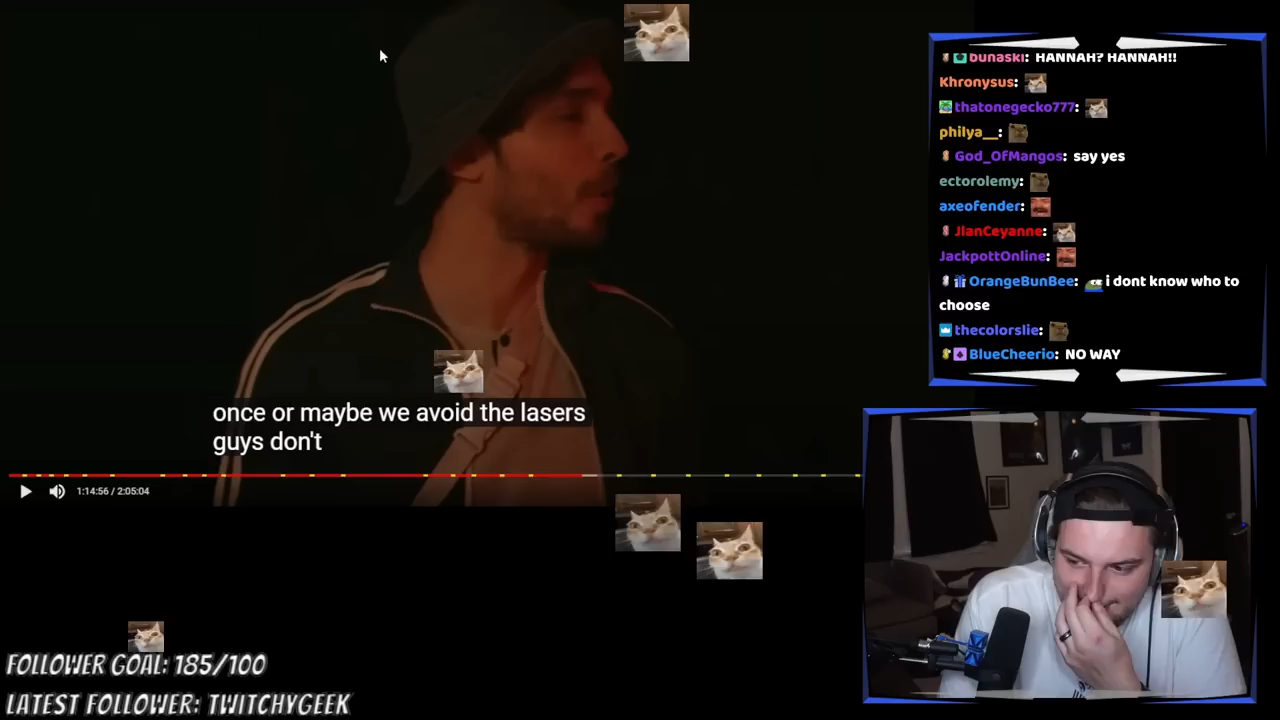 once or maybe we avoid the lasers
guys don't
1:14:56 / 2:05:04
FOLLOWER GOAL: 185/100
LATEST FOLLOWER: TWITCHYGEEK
bunaski: HANNAH? HANNAH!!
Khronysus:
thatonegecko777:
philya__:
God_OfMangos: say yes
ectorolemy:
axeofender:
JIanCeyanne:
JackpottOnline:
OrangeBunBee: i dont know who to
choose
thecolorslie:
BlueCheerio: NO WAY